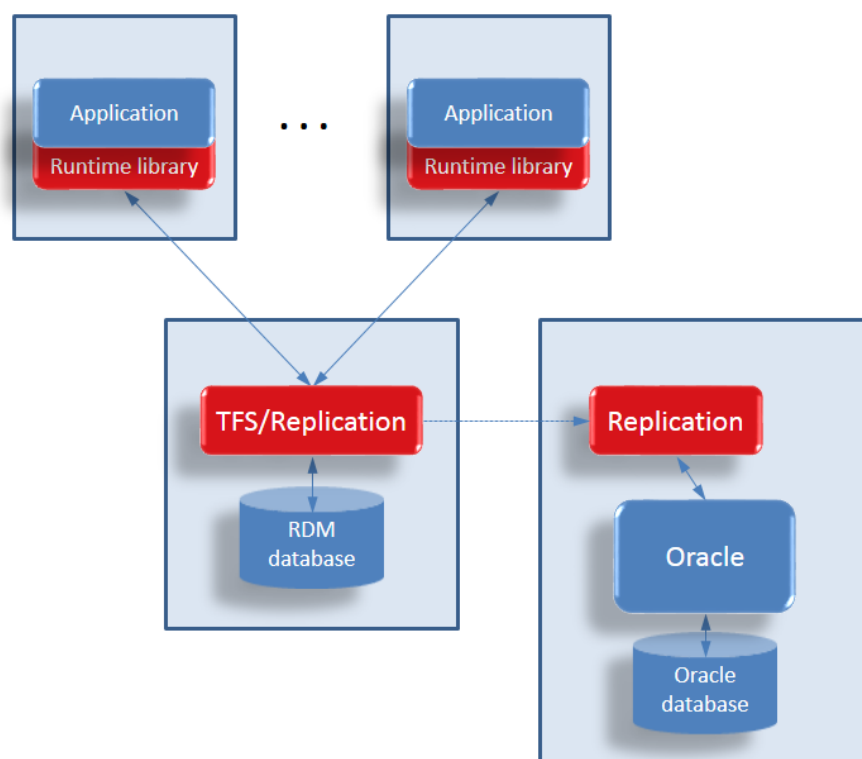 Application
Runtime library
...
Application
Runtime library
TFS/Replication
RDM
database
Replication
Oracle
Oracle
database